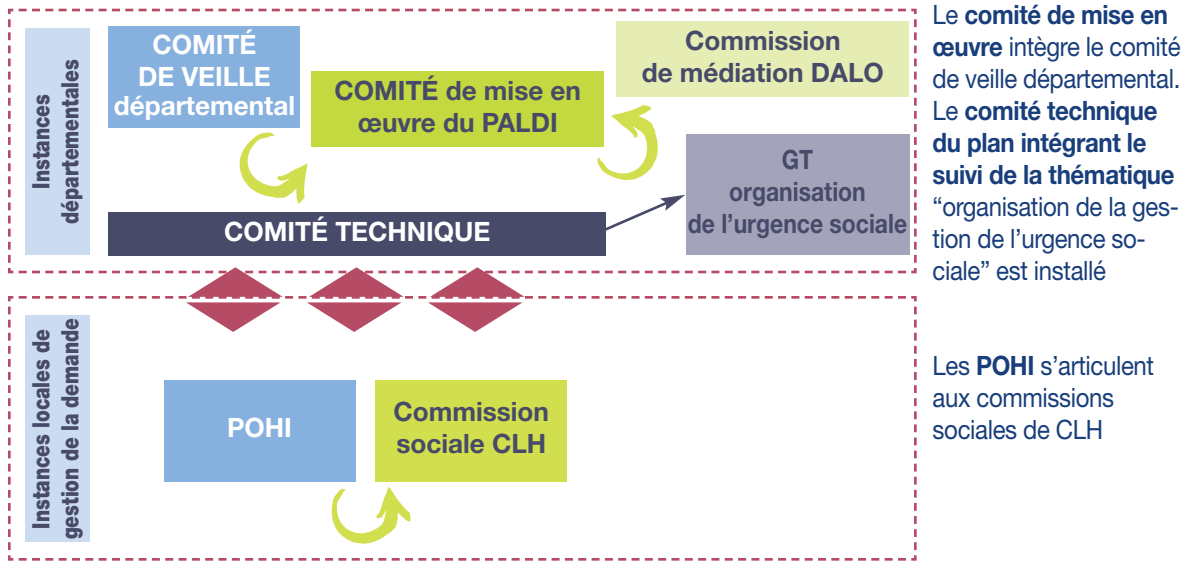 Instances
départementales
COMITÉ
DE VEILLE
départemental
COMITÉ de mise en
œuvre du PALDI
Commission
de médiation DALO
GT
organisation
de l’urgence sociale
COMITÉ TECHNIQUE
Le comité de mise en
œuvre intègre le comité
de veille départemental.
Le comité technique
du plan intégrant le
suivi de la thématique
“organisation de la ges-
tion de l’urgence so-
ciale” est installé
Instances locales de
gestion de la demande
POHI
Commission
sociale CLH
Les POHI s’articulent
aux commissions
sociales de CLH